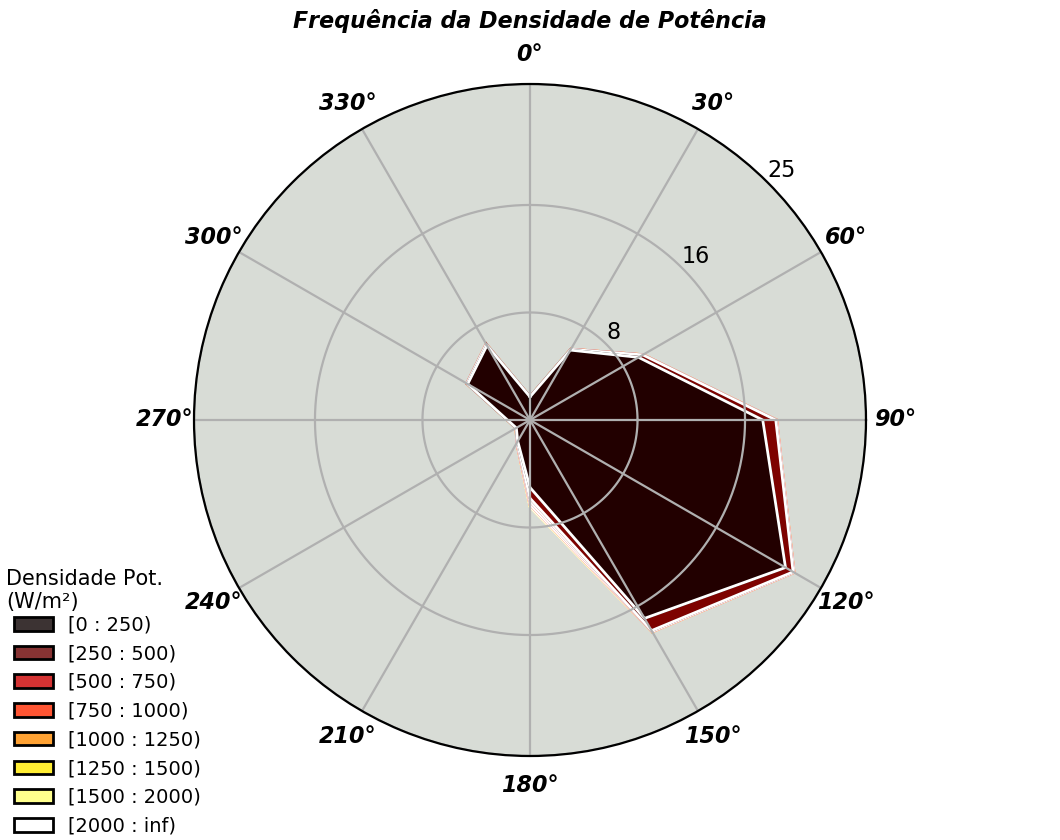 Frequência da Densidade de Potência
0°
330°
30°
25
300°
60°
16
8
270°
90°
240°
120°
210°
150°
180°
Densidade Pot.
(W/m²)
[0 : 250)
[250 : 500)
[500 : 750)
[750 : 1000)
[1000 : 1250)
[1250 : 1500)
[1500 : 2000)
[2000 : inf)